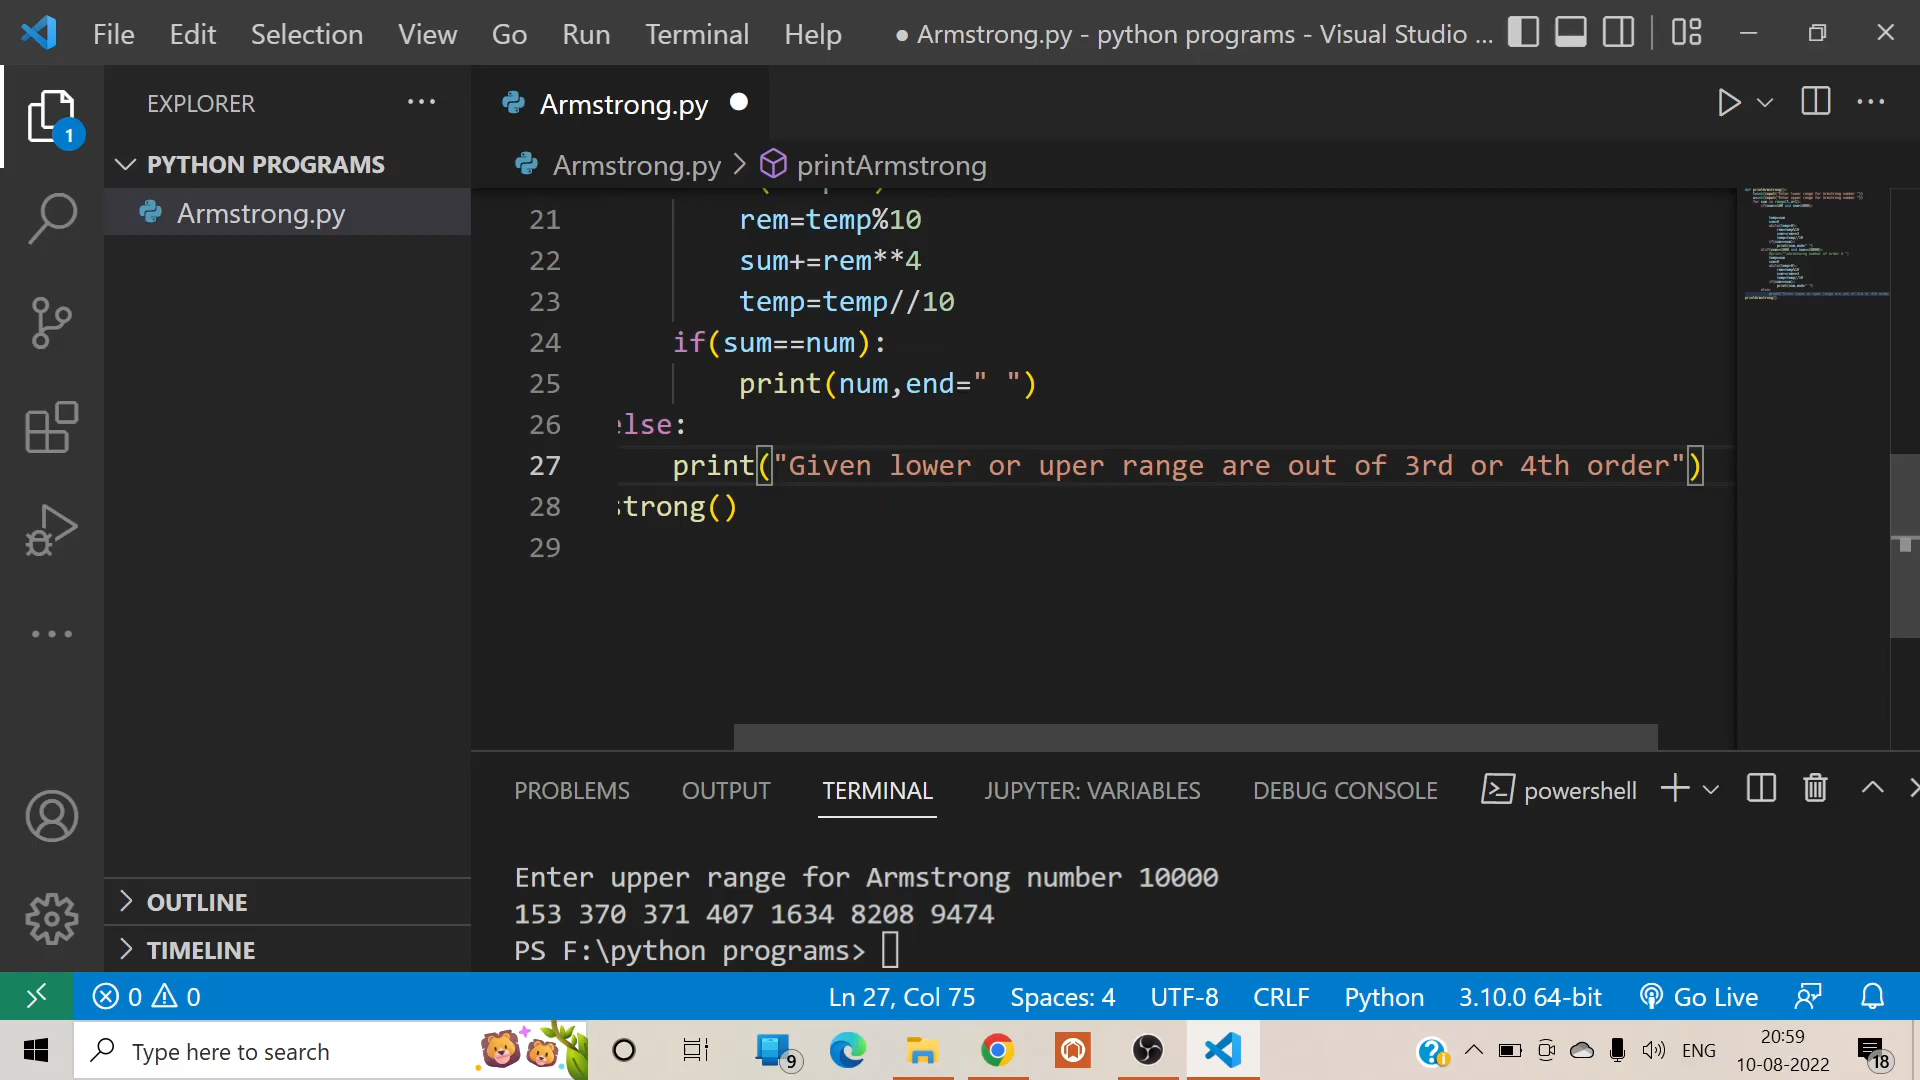 File Edit Selection View Go Run Terminal Help ● Armstrong.py - python programs - Visual Studio ...
EXPLORER
1
PYTHON PROGRAMS
Armstrong.py
OUTLINE
TIMELINE
Armstrong.py
Armstrong.py > printArmstrong
21 rem=temp%10
22 sum+=rem**4
23 temp=temp//10
24 if(sum==num):
25 print(num,end=" ")
26 else:
27 print("Given lower or uper range are out of 3rd or 4th order")
28 strong()
29
PROBLEMS OUTPUT TERMINAL JUPYTER: VARIABLES DEBUG CONSOLE powershell
Enter upper range for Armstrong number 10000
153 370 371 407 1634 8208 9474
PS F:\python programs>
0 0 Ln 27, Col 75 Spaces: 4 UTF-8 CRLF Python 3.10.0 64-bit Go Live
Type here to search 9 ENG 20:59
10-08-2022 18